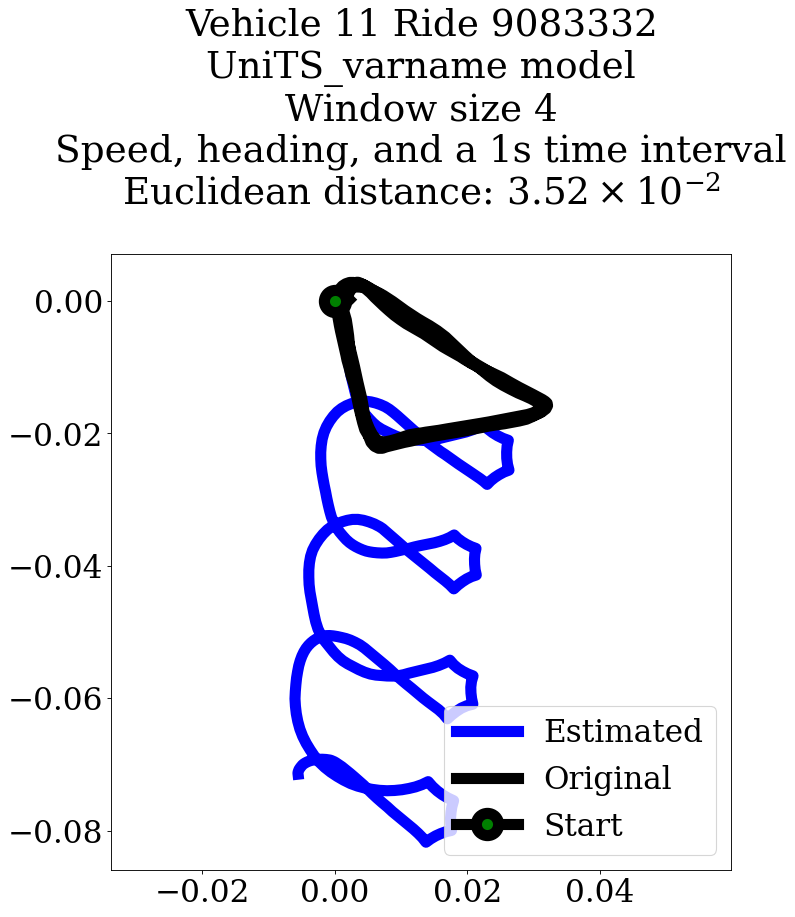 Vehicle 11 Ride 9083332
UniTS_varname model
Window size 4
Speed, heading, and a 1s time interval
Euclidean distance: 3.52 × 10⁻²
0.00
−0.02
−0.04
−0.06
−0.08
Estimated
Original
Start
−0.02 0.00 0.02 0.04